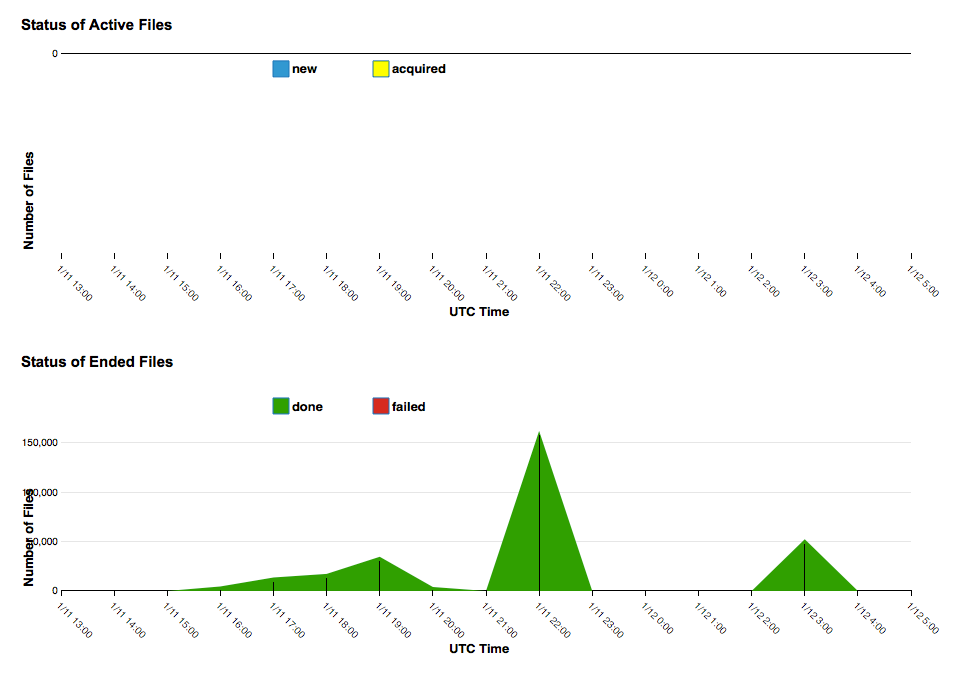 Status of Active Files
0
new acquired
Number of Files
1/11 13:00 1/11 14:00 1/11 15:00 1/11 16:00 1/11 17:00 1/11 18:00 1/11 19:00 1/11 20:00 1/11 21:00 1/11 22:00 1/11 23:00 1/12 0:00 1/12 1:00 1/12 2:00 1/12 3:00 1/12 4:00 1/12 5:00
UTC Time
Status of Ended Files
done failed
150,000
100,000
50,000
0
Number of Files
1/11 13:00 1/11 14:00 1/11 15:00 1/11 16:00 1/11 17:00 1/11 18:00 1/11 19:00 1/11 20:00 1/11 21:00 1/11 22:00 1/11 23:00 1/12 0:00 1/12 1:00 1/12 2:00 1/12 3:00 1/12 4:00 1/12 5:00
UTC Time